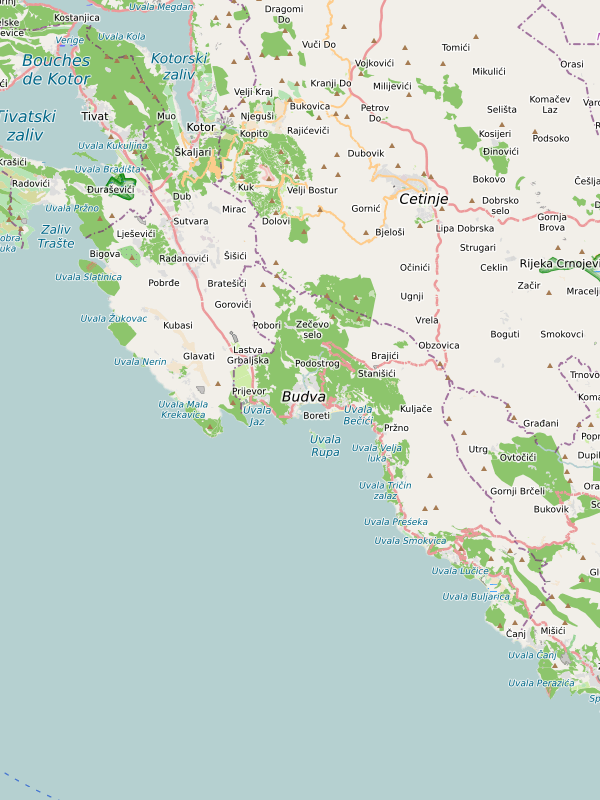 Uvala Megdan
Dragomi
Do
Kostanjica
Uvala Kola
Verige
Vuči Do
Tomići
Bouches
de Kotor
Kotorski
zaliv
Vojkovići
Orasi
Mikulići
Kranji Do
Milijevići
Velji Kraj
Bukovica
Komačev
Laz
Selišta
Petrov
Do
Tivatski
zaliv
Tivat
Muo
Njeguši
Kotor
Kopito
Rajićevići
Kosijeri
Podsoko
Uvala Kukuljina
Škaljari
Dubovik
Đinovići
Krašići
Uvala Bradišta
Radovići
Đuraševići
Kuk
Velji Bostur
Bokovo
Dub
Cetinje
Dobrsko
selo
Uvala Pržno
Mirac
Gornić
Sutvara
Dolovi
Gornja
Brova
Zaliv
Trašte
Lješevići
Bjeloši
Lipa Dobrska
Strugari
Bigova
Radanovići
Šišići
Očinići
Ceklin
Rijeka Crnojevi
Uvala Slatinica
Pobrđe
Bratešići
Začir
Ugnji
Gorovići
Uvala Žukovac
Kubasi
Pobori
Zečevo
selo
Vrela
Boguti
Smokovci
Obzovica
Glavati
Lastva
Grbaljska
Brajići
Uvala Nerin
Podostrog
Stanišići
Prijevor
Budva
Uvala Mala
Krekavica
Uvala
Jaz
Boreti
Uvala
Bečići
Kuljače
Pržno
Građani
Uvala
Rupa
Uvala Velja
luka
Utrg
Ovtočići
Uvala Tričin
zalaz
Gornji Brčeli
Bukovik
Uvala Preseka
Uvala Smokvica
Uvala Lučice
Uvala Buljarica
Čanj
Mišići
Uvala Čanj
Uvala Perazića